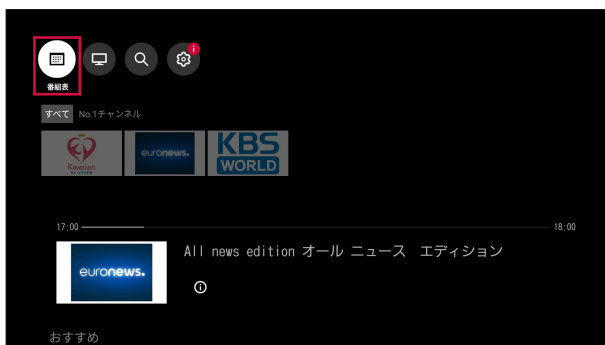 番組表
すべて No.1チャンネル
Kawaian
euronews.
KBS
WORLD
17:00
18:00
All news edition オール ニュース エディション
euronews.
おすすめ